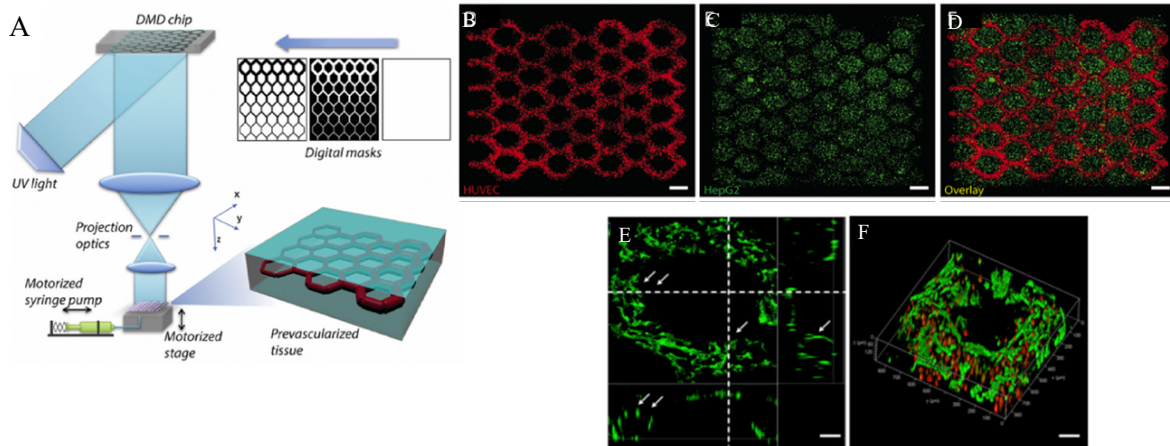 A
DMD chip
UV light
Digital masks
Projection
optics
x
y
z
Motorized
syringe pump
Motorized
stage
Prevascularized
tissue
B
HUVEC
C
HepG2
D
Overlay
E
F